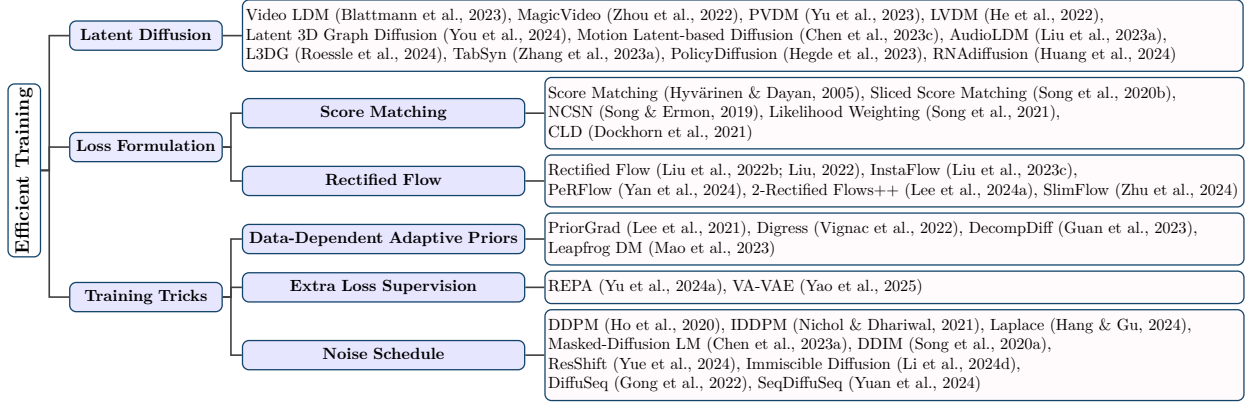 Efficient Training
Latent Diffusion
Video LDM (Blattmann et al., 2023), MagicVideo (Zhou et al., 2022), PVDM (Yu et al., 2023), LVDM (He et al., 2022),
Latent 3D Graph Diffusion (You et al., 2024), Motion Latent-based Diffusion (Chen et al., 2023c), AudioLDM (Liu et al., 2023a),
L3DG (Roessle et al., 2024), TabSyn (Zhang et al., 2023a), PolicyDiffusion (Hegde et al., 2023), RNAdiffusion (Huang et al., 2024)
Loss Formulation
Score Matching
Score Matching (Hyvärinen & Dayan, 2005), Sliced Score Matching (Song et al., 2020b),
NCSN (Song & Ermon, 2019), Likelihood Weighting (Song et al., 2021),
CLD (Dockhorn et al., 2021)
Rectified Flow
Rectified Flow (Liu et al., 2022b; Liu, 2022), InstaFlow (Liu et al., 2023c),
PeRFlow (Yan et al., 2024), 2-Rectified Flows++ (Lee et al., 2024a), SlimFlow (Zhu et al., 2024)
Training Tricks
Data-Dependent Adaptive Priors
PriorGrad (Lee et al., 2021), Digress (Vignac et al., 2022), DecompDiff (Guan et al., 2023),
Leapfrog DM (Mao et al., 2023)
Extra Loss Supervision
REPA (Yu et al., 2024a), VA-VAE (Yao et al., 2025)
Noise Schedule
DDPM (Ho et al., 2020), IDDPM (Nichol & Dhariwal, 2021), Laplace (Hang & Gu, 2024),
Masked-Diffusion LM (Chen et al., 2023a), DDIM (Song et al., 2020a),
ResShift (Yue et al., 2024), Immiscible Diffusion (Li et al., 2024d),
DiffuSeq (Gong et al., 2022), SeqDiffuSeq (Yuan et al., 2024)